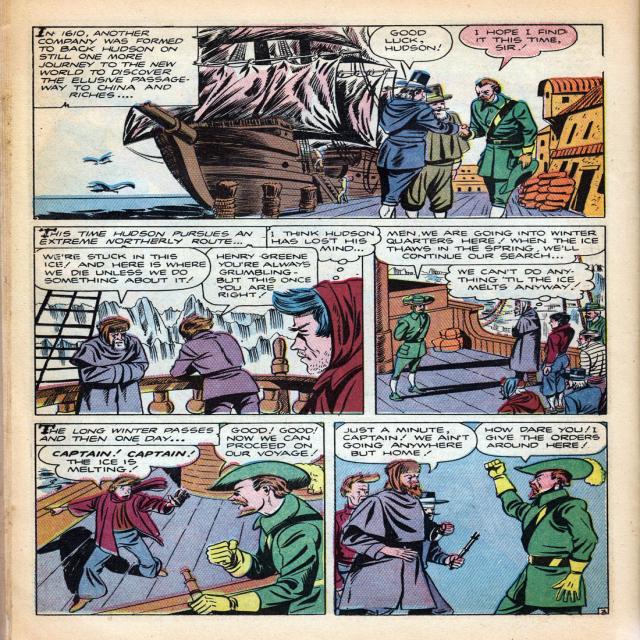 IN 1610, ANOTHER
COMPANY WAS FORMED
TO BACK HUDSON ON
STILL ONE MORE
JOURNEY TO THE NEW
WORLD TO DISCOVER
THE ELUSIVE PASSAGE-
WAY TO CHINA AND
RICHES....
GOOD
LUCK,
HUDSON!
I HOPE I FIND
IT THIS TIME,
SIR!
THIS TIME HUDSON PURSUES AN
EXTREME NORTHERLY ROUTE...
WE'RE STUCK IN THIS
ICE! AND HERE IS WHERE
WE DIE UNLESS WE DO
SOMETHING ABOUT IT!
HENRY GREENE
YOU'RE ALWAYS
GRUMBLING.
BUT THIS ONCE
YOU ARE
RIGHT!
I THINK HUDSON
HAS LOST HIS
MIND...
MEN, WE ARE GOING INTO WINTER
QUARTERS HERE! WHEN THE ICE
THAWS IN THE SPRING, WE'LL
CONTINUE OUR SEARCH...
WE CAN'T DO ANY-
THING 'TIL THE ICE
MELTS ANYWAY!
THE LONG WINTER PASSES
AND THEN ONE DAY...
CAPTAIN! CAPTAIN!
THE ICE IS
MELTING!
GOOD! GOOD!
NOW WE CAN
PROCEED ON
OUR VOYAGE!
JUST A MINUTE,
CAPTAIN! WE AIN'T
GOING ANYWHERE
BUT HOME!
HOW DARE YOU! I
GIVE THE ORDERS
AROUND HERE!